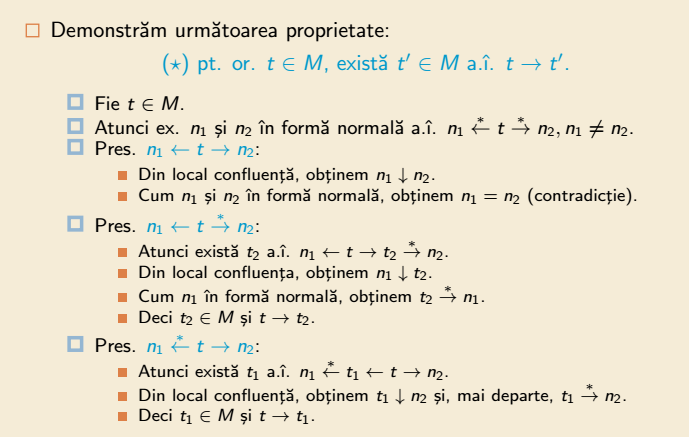 Demonstrăm următoarea proprietate:
(⋆) pt. or. t ∈ M, există t′ ∈ M a.î. t → t′.
Fie t ∈ M.
Atunci ex. n₁ și n₂ în formă normală a.î. n₁ ←* t →* n₂, n₁ ≠ n₂.
Pres. n₁ ← t → n₂:
Din local confluență, obținem n₁ ↓ n₂.
Cum n₁ și n₂ în formă normală, obținem n₁ = n₂ (contradicție).
Pres. n₁ ← t →* n₂:
Atunci există t₂ a.î. n₁ ← t → t₂ →* n₂.
Din local confluența, obținem n₁ ↓ t₂.
Cum n₁ în formă normală, obținem t₂ →* n₁.
Deci t₂ ∈ M și t → t₂.
Pres. n₁ ←* t → n₂:
Atunci există t₁ a.î. n₁ ←* t₁ ← t → n₂.
Din local confluență, obținem t₁ ↓ n₂ și, mai departe, t₁ →* n₂.
Deci t₁ ∈ M și t → t₁.